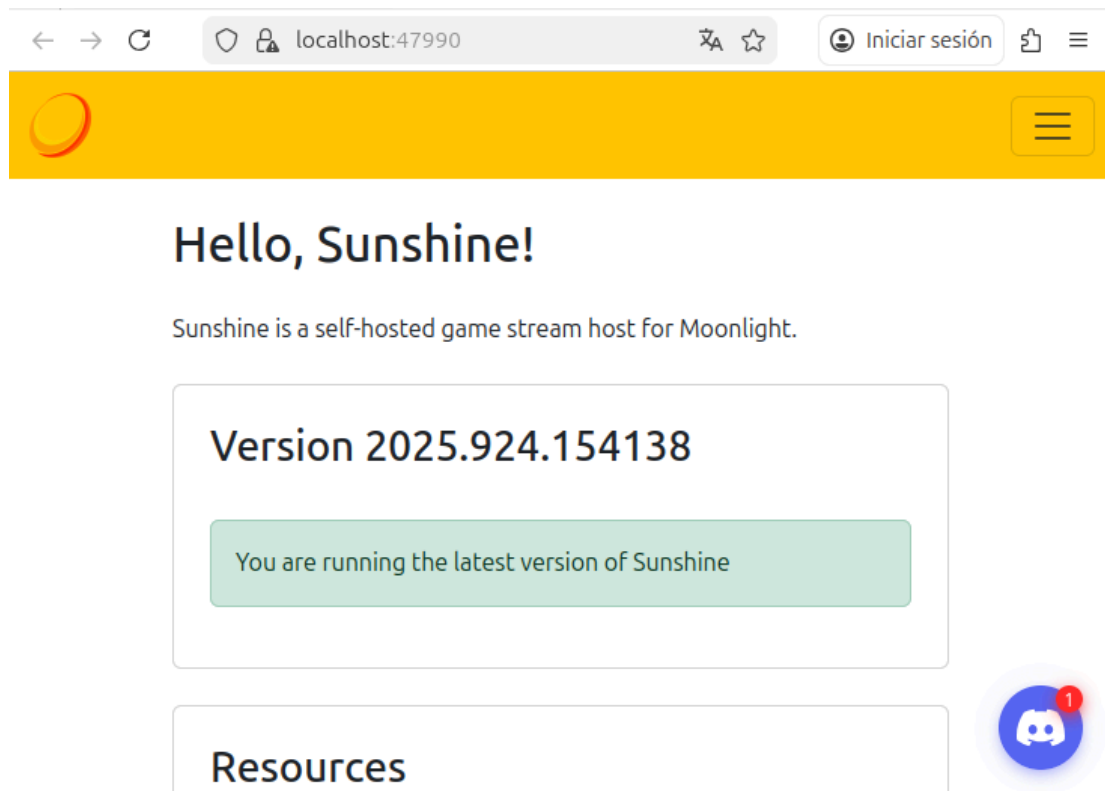 localhost:47990
Iniciar sesión
Hello, Sunshine!
Sunshine is a self-hosted game stream host for Moonlight.
Version 2025.924.154138
You are running the latest version of Sunshine
1
Resources